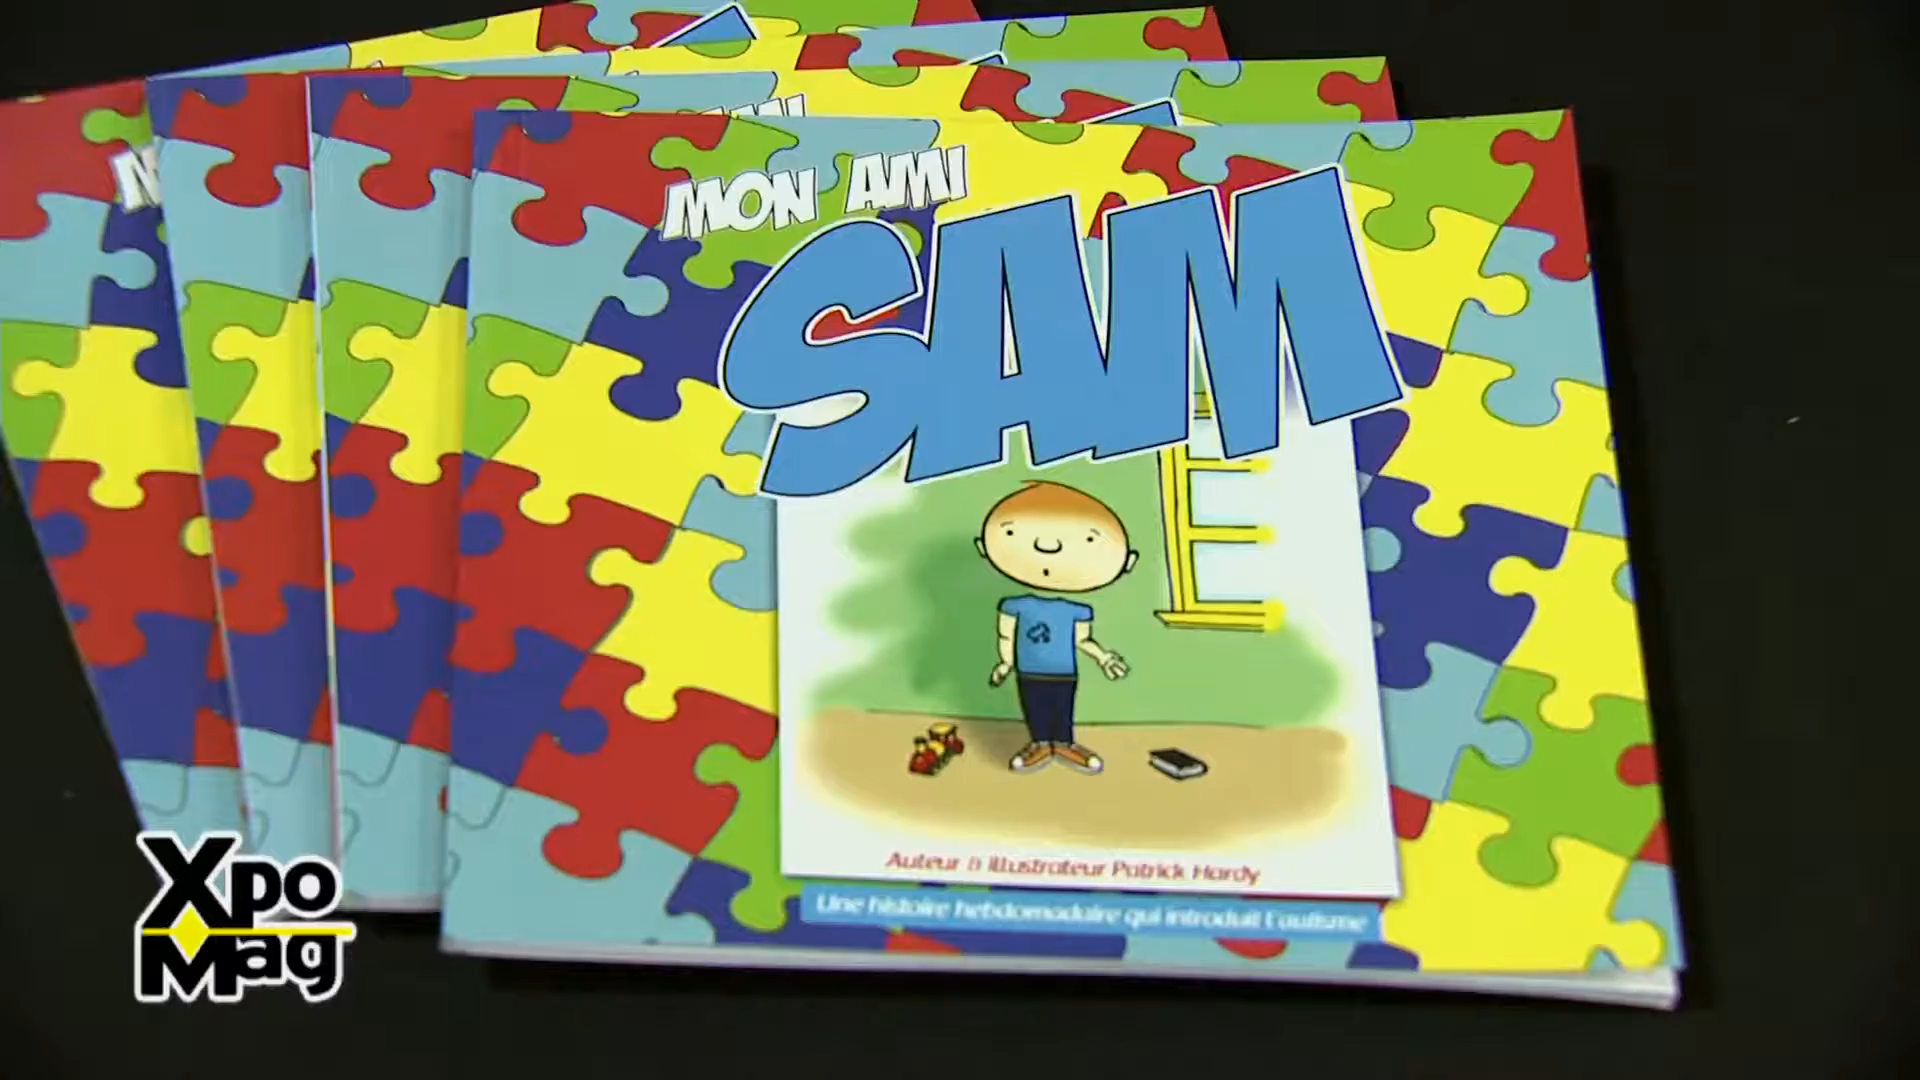 MON AMI
SAM
Auteur & Illustrateur Patrick Hardy
Une histoire hebdomadaire qui introduit l'autisme
Xpo
Mag